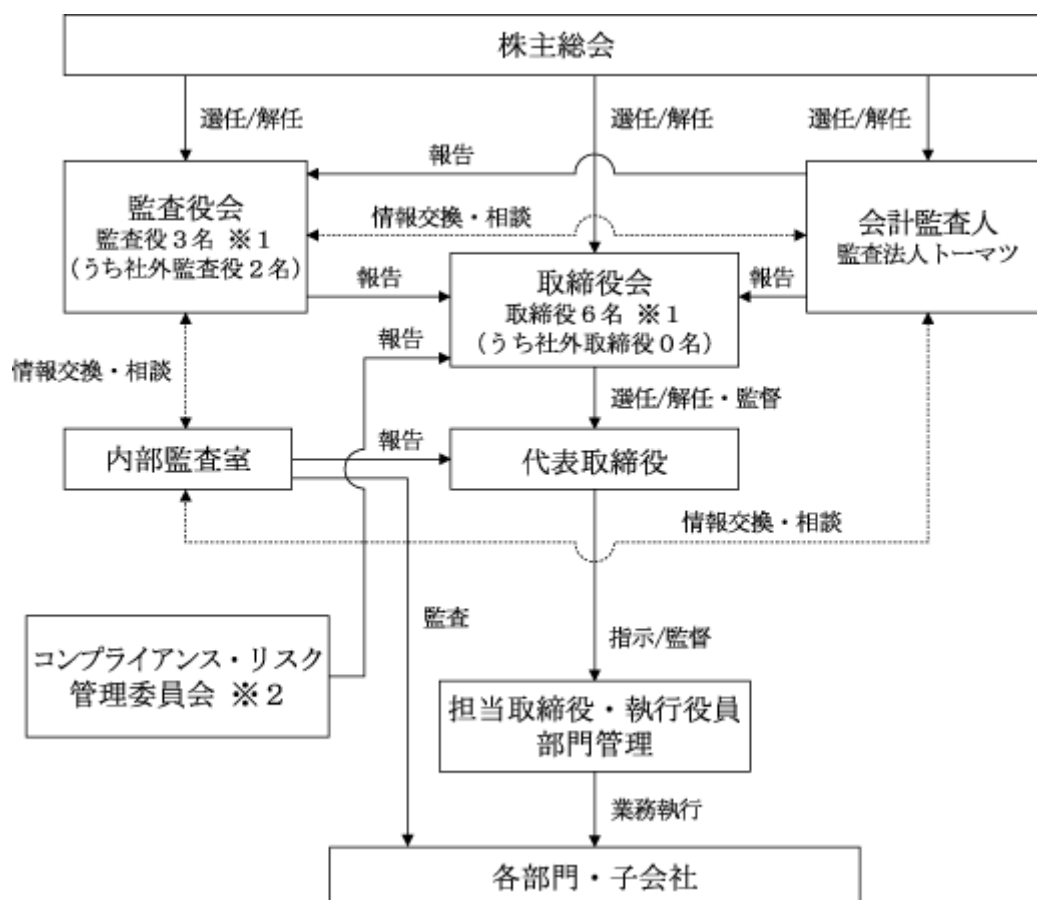 株主総会
選任/解任
選任/解任
選任/解任
報告
監査役会
監査役3名 ※1
(うち社外監査役2名)
情報交換・相談
会計監査人
監査法人トーマツ
報告
取締役会
取締役6名 ※1
(うち社外取締役0名)
報告
報告
情報交換・相談
選任/解任・監督
内部監査室
報告
代表取締役
情報交換・相談
監査
指示/監督
コンプライアンス・リスク
管理委員会 ※2
担当取締役・執行役員
部門管理
業務執行
各部門・子会社